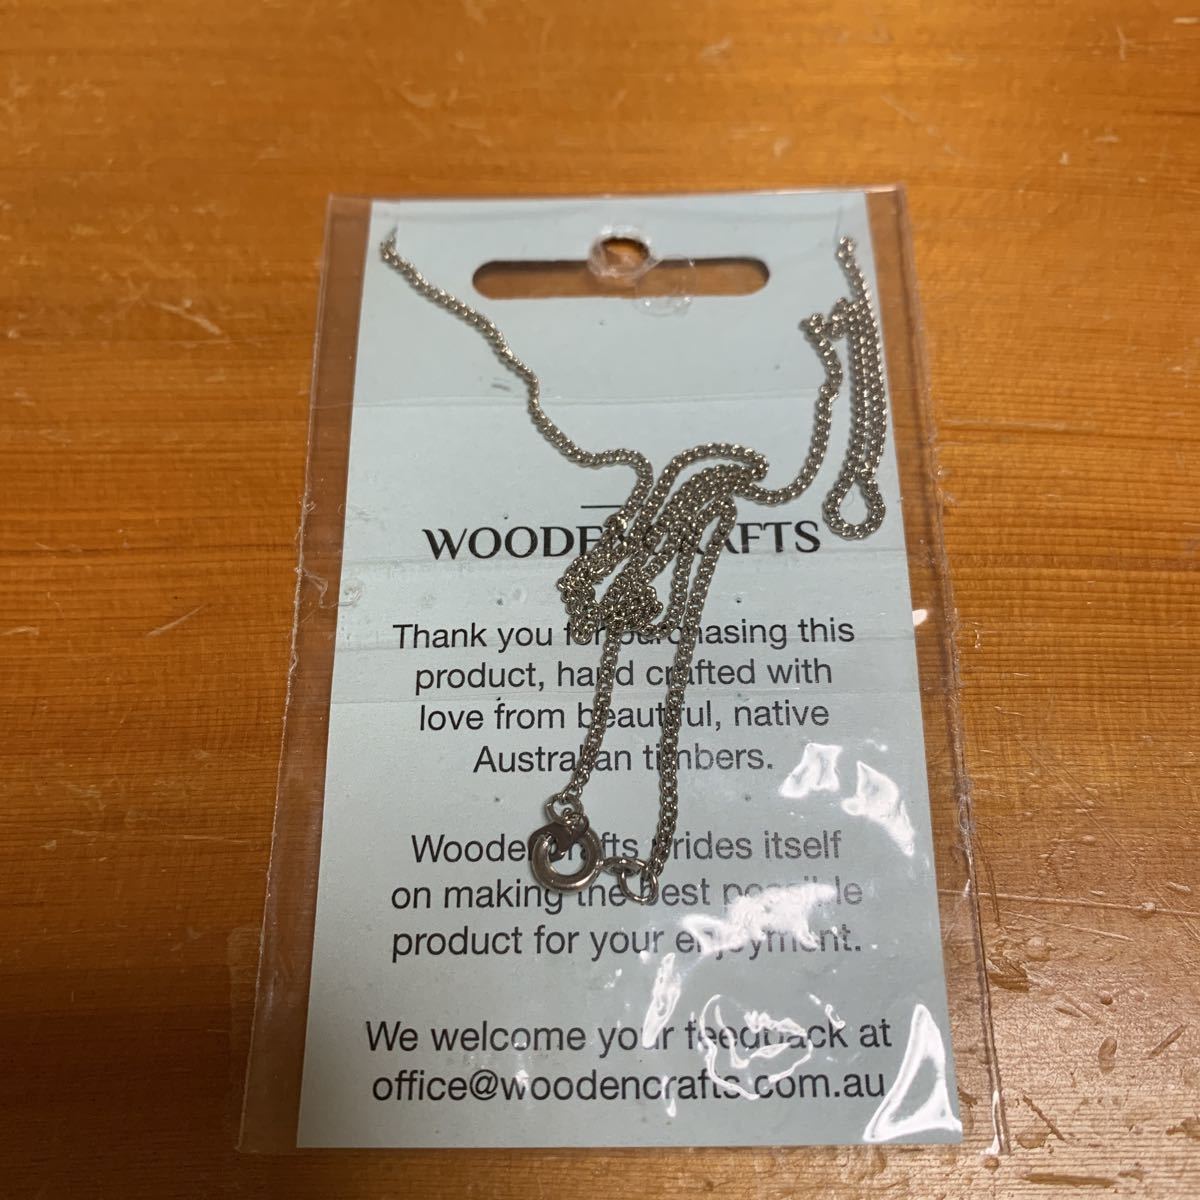 WOODENCRAFTS
Thank you for purchasing this
product, hand crafted with
love from beautiful, native
Australian timbers.
Woodencrafts prides itself
on making the best possible
product for your enjoyment.
We welcome your feedback at
office@woodencrafts.com.au